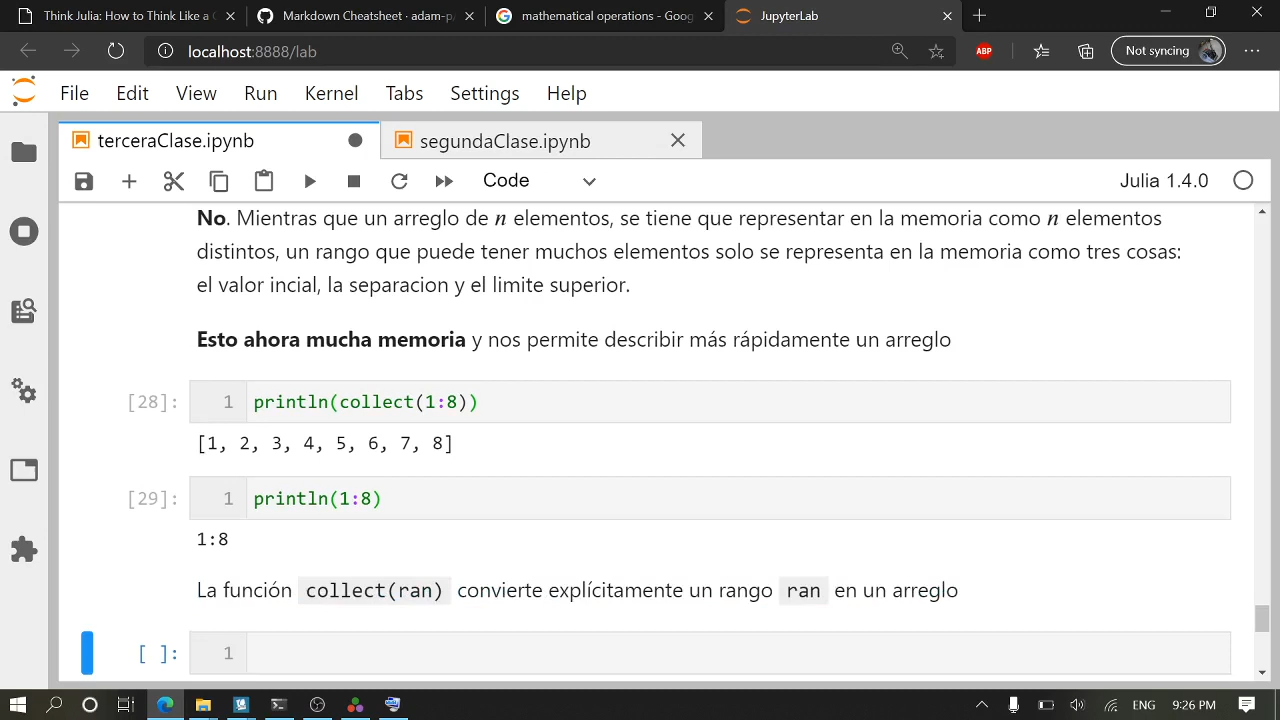 Think Julia: How to Think Like a C
Markdown Cheatsheet · adam-p/
mathematical operations - Goog
JupyterLab
localhost:8888/lab
ABP
Not syncing
File Edit View Run Kernel Tabs Settings Help
terceraClase.ipynb
segundaClase.ipynb
Code
Julia 1.4.0
No. Mientras que un arreglo de n elementos, se tiene que representar en la memoria como n elementos
distintos, un rango que puede tener muchos elementos solo se representa en la memoria como tres cosas:
el valor incial, la separacion y el limite superior.
Esto ahora mucha memoria y nos permite describir más rápidamente un arreglo
[28]: 1 println(collect(1:8))
[1, 2, 3, 4, 5, 6, 7, 8]
[29]: 1 println(1:8)
1:8
La función collect(ran) convierte explícitamente un rango ran en un arreglo
[ ]: 1
ENG 9:26 PM